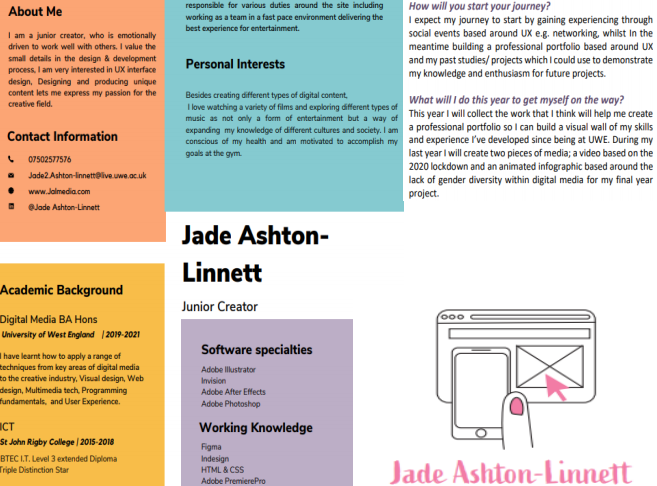 About Me
I am a junior creator, who is emotionally
driven to work well with others. I value the
small details in the design & development
process, I am very interested in UX interface
design, Designing and producing unique
content lets me express my passion for the
creative field.
Contact Information
07502577576
Jade2.Ashton-linnett@live.uwe.ac.uk
www.Jalmedia.com
@Jade Ashton-Linnett
responsible for various duties around the site including
working as a team in a fast pace environment delivering the
best experience for entertainment.
Personal Interests
Besides creating different types of digital content,
I love watching a variety of films and exploring different types of
music as not only a form of entertainment but a way of
expanding my knowledge of different cultures and society. I am
conscious of my health and am motivated to accomplish my
goals at the gym.
How will you start your journey?
I expect my journey to start by gaining experiencing through
social events based around UX e.g. networking, whilst In the
meantime building a professional portfolio based around UX
and my past studies/ projects which I could use to demonstrate
my knowledge and enthusiasm for future projects.
What will I do this year to get myself on the way?
This year I will collect the work that I think will help me create
a professional portfolio so I can build a visual wall of my skills
and experience I've developed since being at UWE. During my
last year I will create two pieces of media; a video based on the
2020 lockdown and an animated infographic based around the
lack of gender diversity within digital media for my final year
project.
Academic Background
Digital Media BA Hons
University of West England | 2019-2021
I have learnt how to apply a range of
techniques from key areas of digital media
to the creative industry, Visual design, Web
design, Multimedia tech, Programming
fundamentals, and User Experience.
ICT
St John Rigby College | 2015-2018
BTEC I.T. Level 3 extended Diploma
Triple Distinction Star
Jade Ashton-
Linnett
Junior Creator
Software specialties
Adobe Illustrator
Invision
Adobe After Effects
Adobe Photoshop
Working Knowledge
Figma
Indesign
HTML & CSS
Adobe PremierePro
Jade Ashton-Linnett